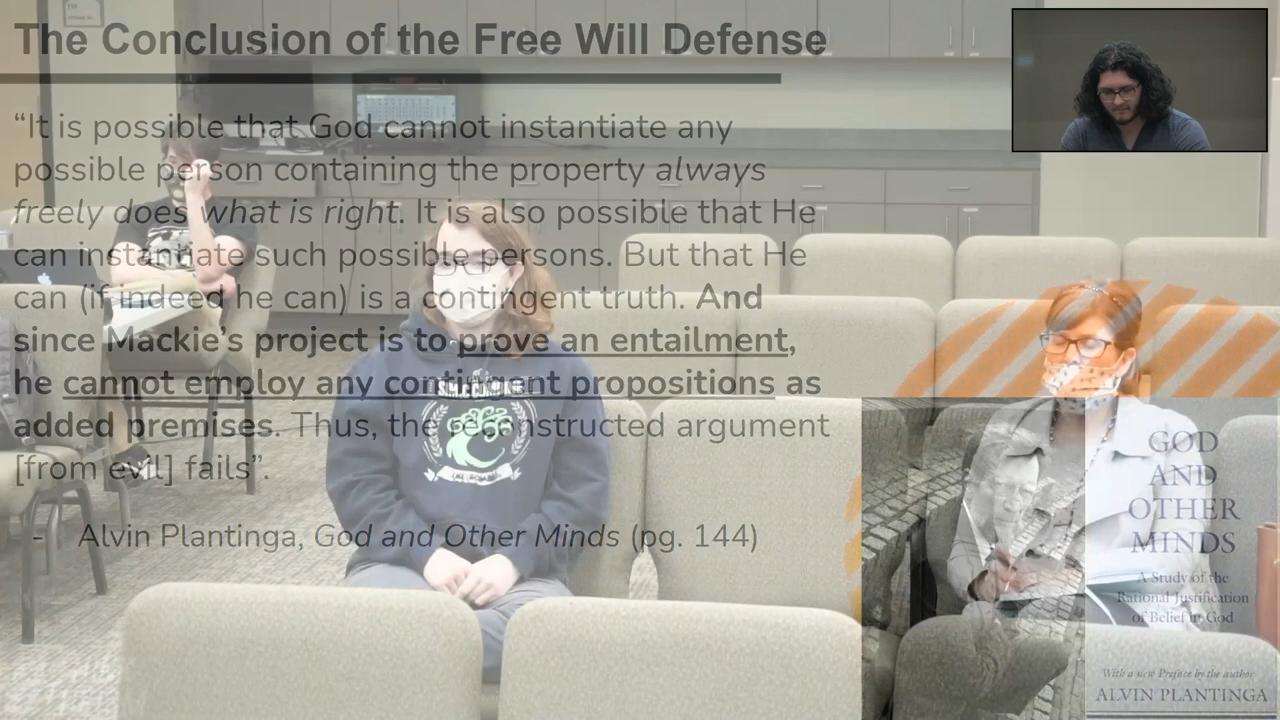 The Conclusion of the Free Will Defense
“It is possible that God cannot instantiate any
possible person containing the property always
freely does what is right. It is also possible that He
can instantiate such possible persons. But that He
can (if indeed he can) is a contingent truth. And
since Mackie’s project is to prove an entailment,
he cannot employ any contingent propositions as
added premises. Thus, the reconstructed argument
[from evil] fails”.
- Alvin Plantinga, God and Other Minds (pg. 144)
GOD
AND
OTHER
MINDS
A Study of the
Rational Justification
of Belief in God
With a new Preface by the author
ALVIN PLANTINGA